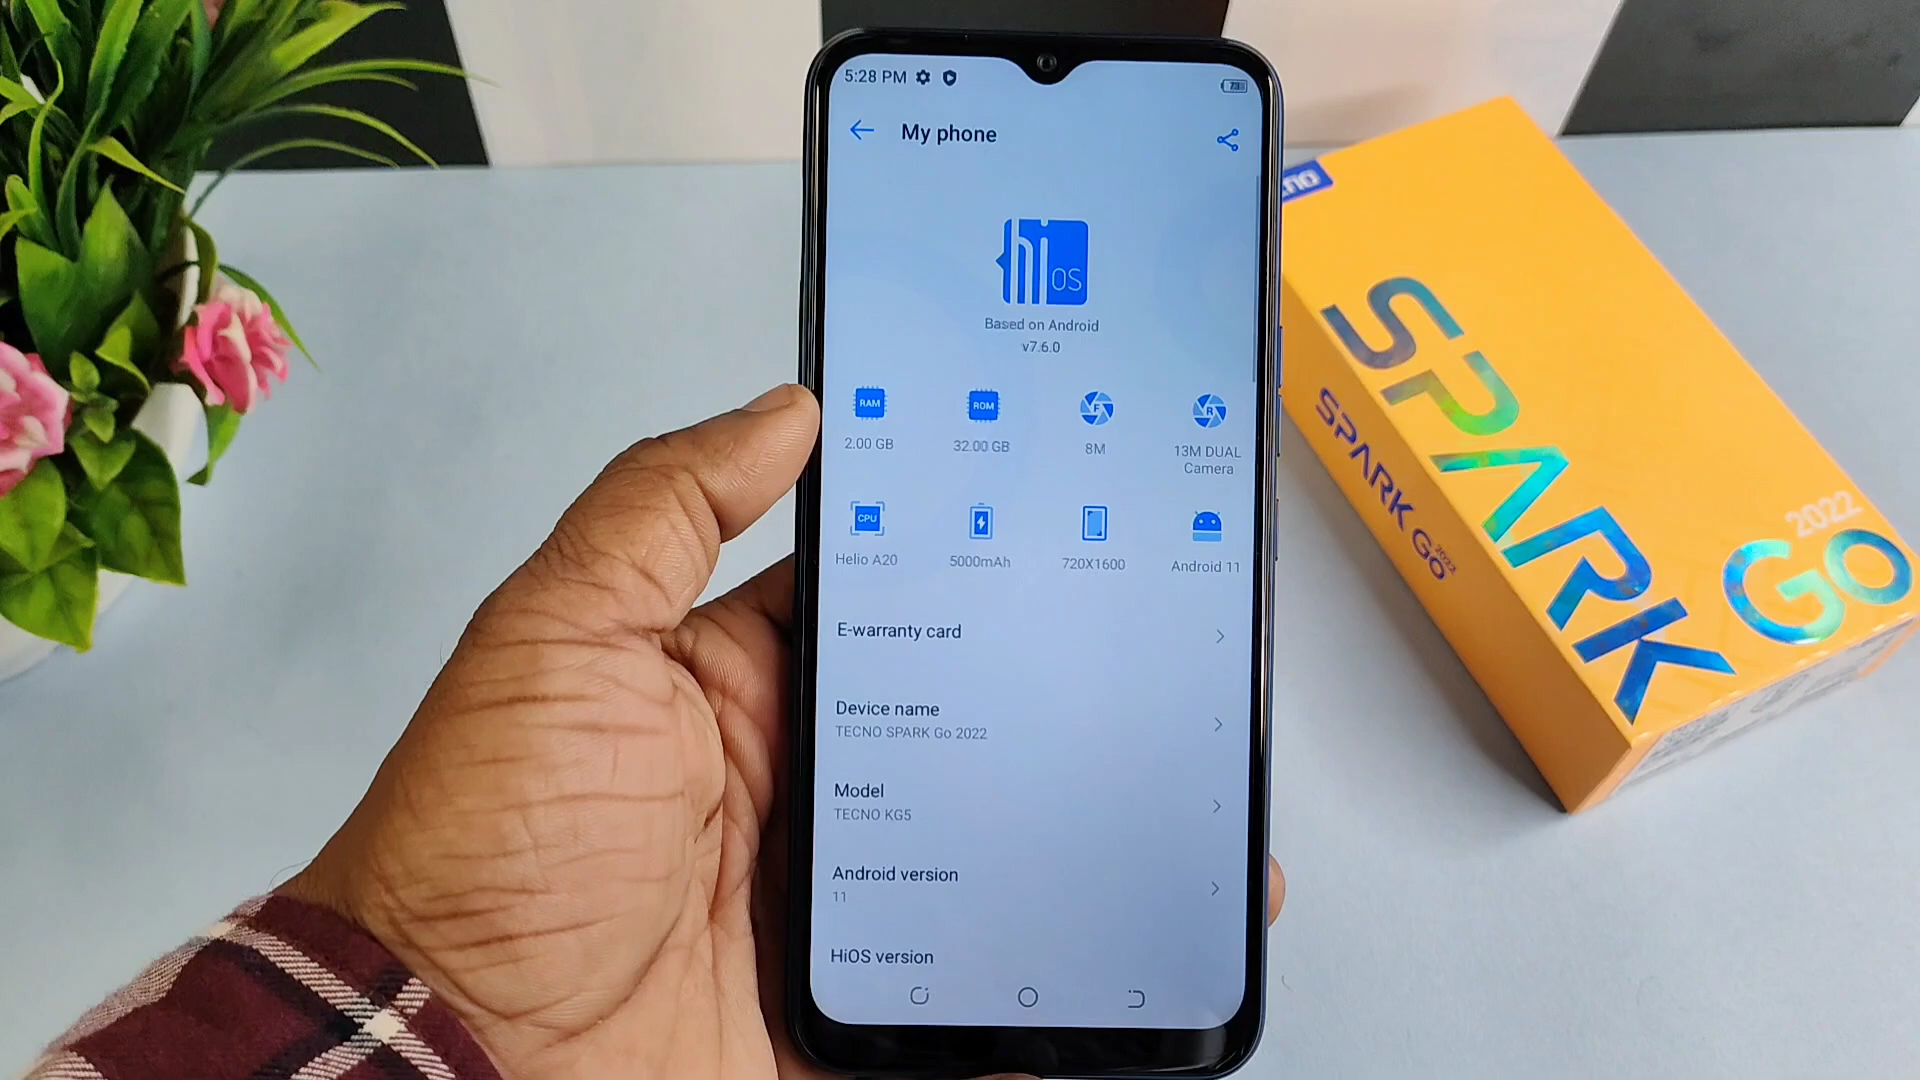 5:28 PM
My phone
hi
OS
Based on Android
v7.6.0
RAM
ROM
F
R
2.00 GB
32.00 GB
8M
13M DUAL
Camera
CPU
Helio A20
5000mAh
720X1600
Android 11
E-warranty card
Device name
TECNO SPARK Go 2022
Model
TECNO KG5
Android version
11
HiOS version
SPARK
GO
2022
SPARK GO
2022